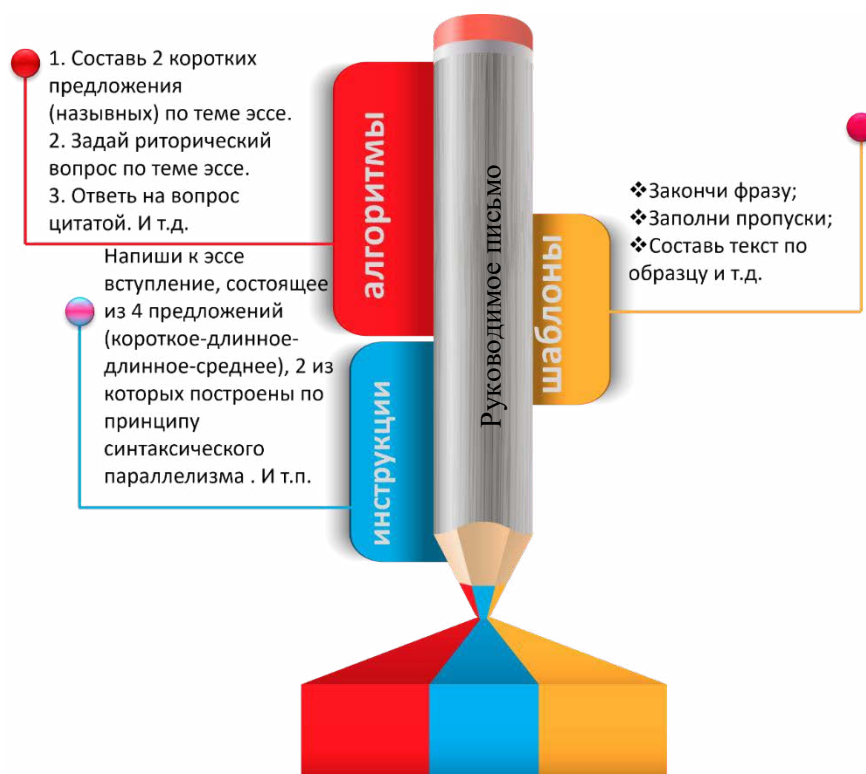 1. Составь 2 коротких
предложения
(назывных) по теме эссе.
2. Задай риторический
вопрос по теме эссе.
3. Ответь на вопрос
цитатой. И т.д.
алгоритмы
Напиши к эссе
вступление, состоящее
из 4 предложений
(короткое-длинное-
длинное-среднее), 2 из
которых построены по
принципу
синтаксического
параллелизма . И т.п.
инструкции
Руководимое письмо
шаблоны
❖Закончи фразу;
❖Заполни пропуски;
❖Составь текст по
образцу и т.д.